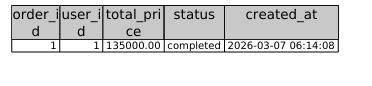 order_i user_i total_pri status created_at
d d ce
1 1 135000.00 completed 2026-03-07 06:14:08